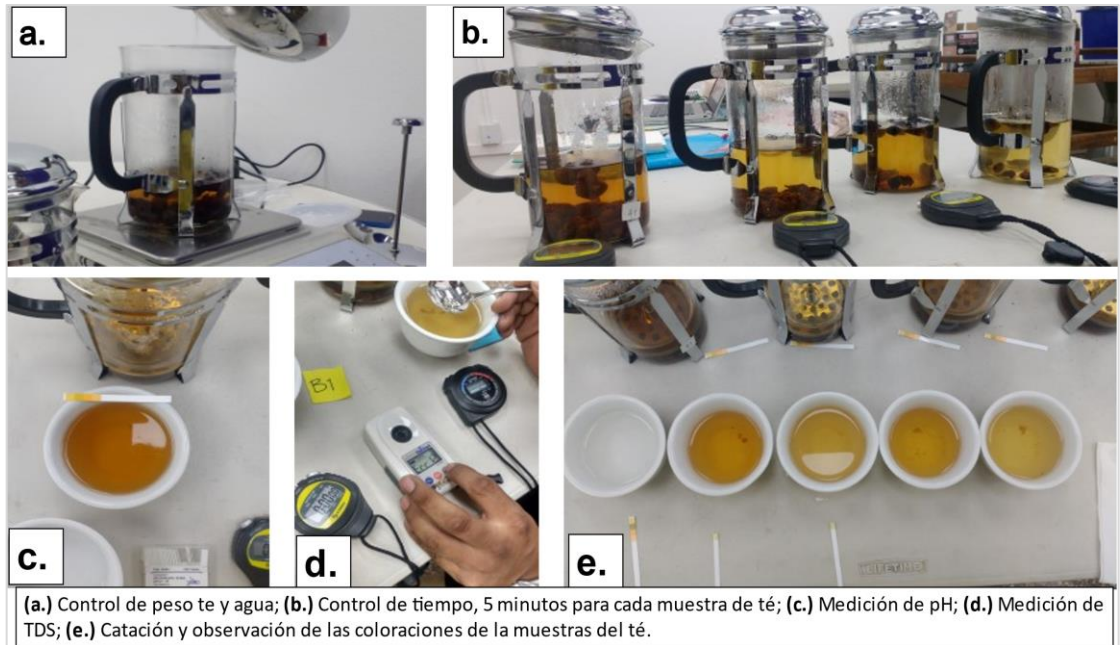 a.
b.
c.
B1
d.
e.
LIFETIME
(a.) Control de peso te y agua; (b.) Control de tiempo, 5 minutos para cada muestra de té; (c.) Medición de pH; (d.) Medición de
TDS; (e.) Catación y observación de las coloraciones de la muestras del té.